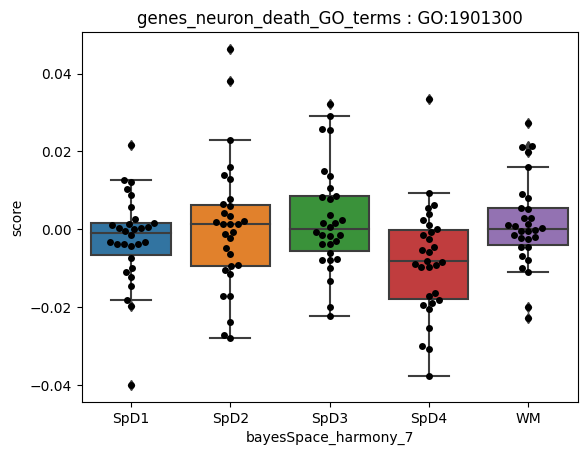 genes_neuron_death_GO_terms : GO:1901300
score
0.04
0.02
0.00
−0.02
−0.04
SpD1 SpD2 SpD3 SpD4 WM
bayesSpace_harmony_7